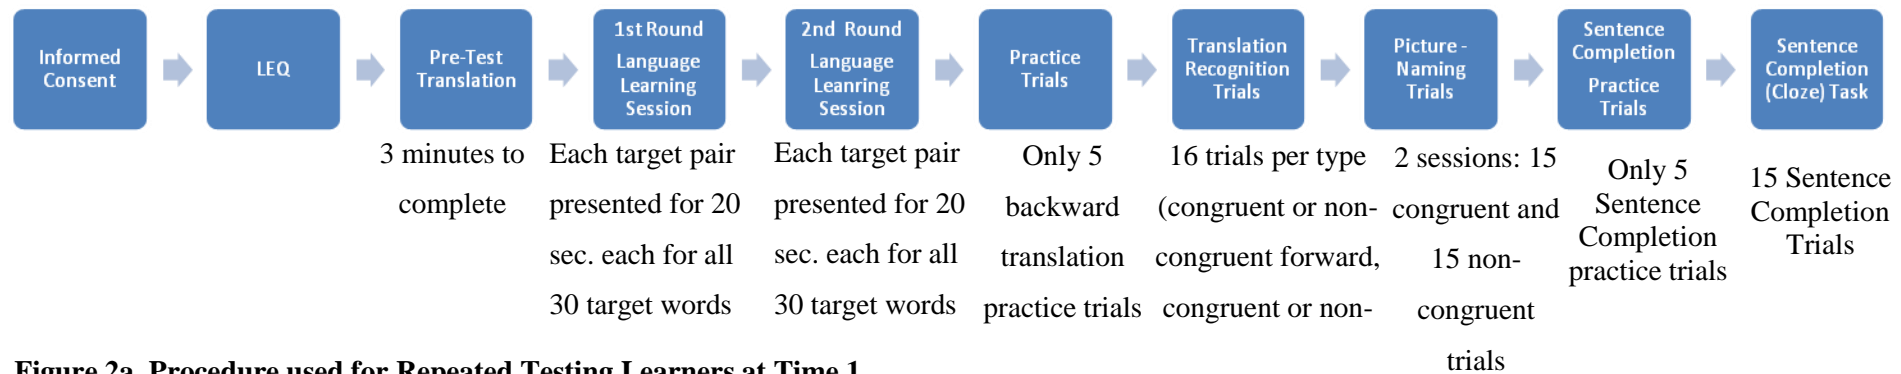 Informed
Consent
LEQ
Pre-Test
Translation
1st Round
Language
Learning
Session
2nd Round
Language
Leanring
Session
Practice
Trials
Translation
Recognition
Trials
Picture -
Naming
Trials
Sentence
Completion
Practice
Trials
Sentence
Completion
(Cloze) Task
3 minutes to
complete
Each target pair
presented for 20
sec. each for all
30 target words
Each target pair
presented for 20
sec. each for all
30 target words
Only 5
backward
translation
practice trials
16 trials per type
(congruent or non-
congruent forward,
congruent or non-
2 sessions: 15
congruent and
15 non-
congruent
trials
Only 5
Sentence
Completion
practice trials
15 Sentence
Completion
Trials
Figure 2a. Procedure used for Repeated Testing Learners at Time 1